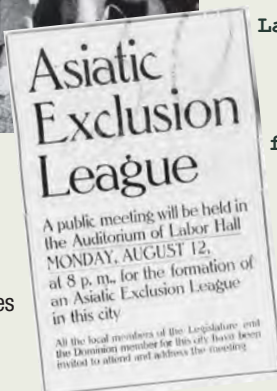 La
f
es
Asiatic
Exclusion
League
A public meeting will be held in
the Auditorium of Labor Hall
MONDAY, AUGUST 12,
at 8 p. m., for the formation of
an Asiatic Exclusion League
in this city
All the local members of the Legislature and
the Dominion member for this city have been
invited to attend and address the meeting